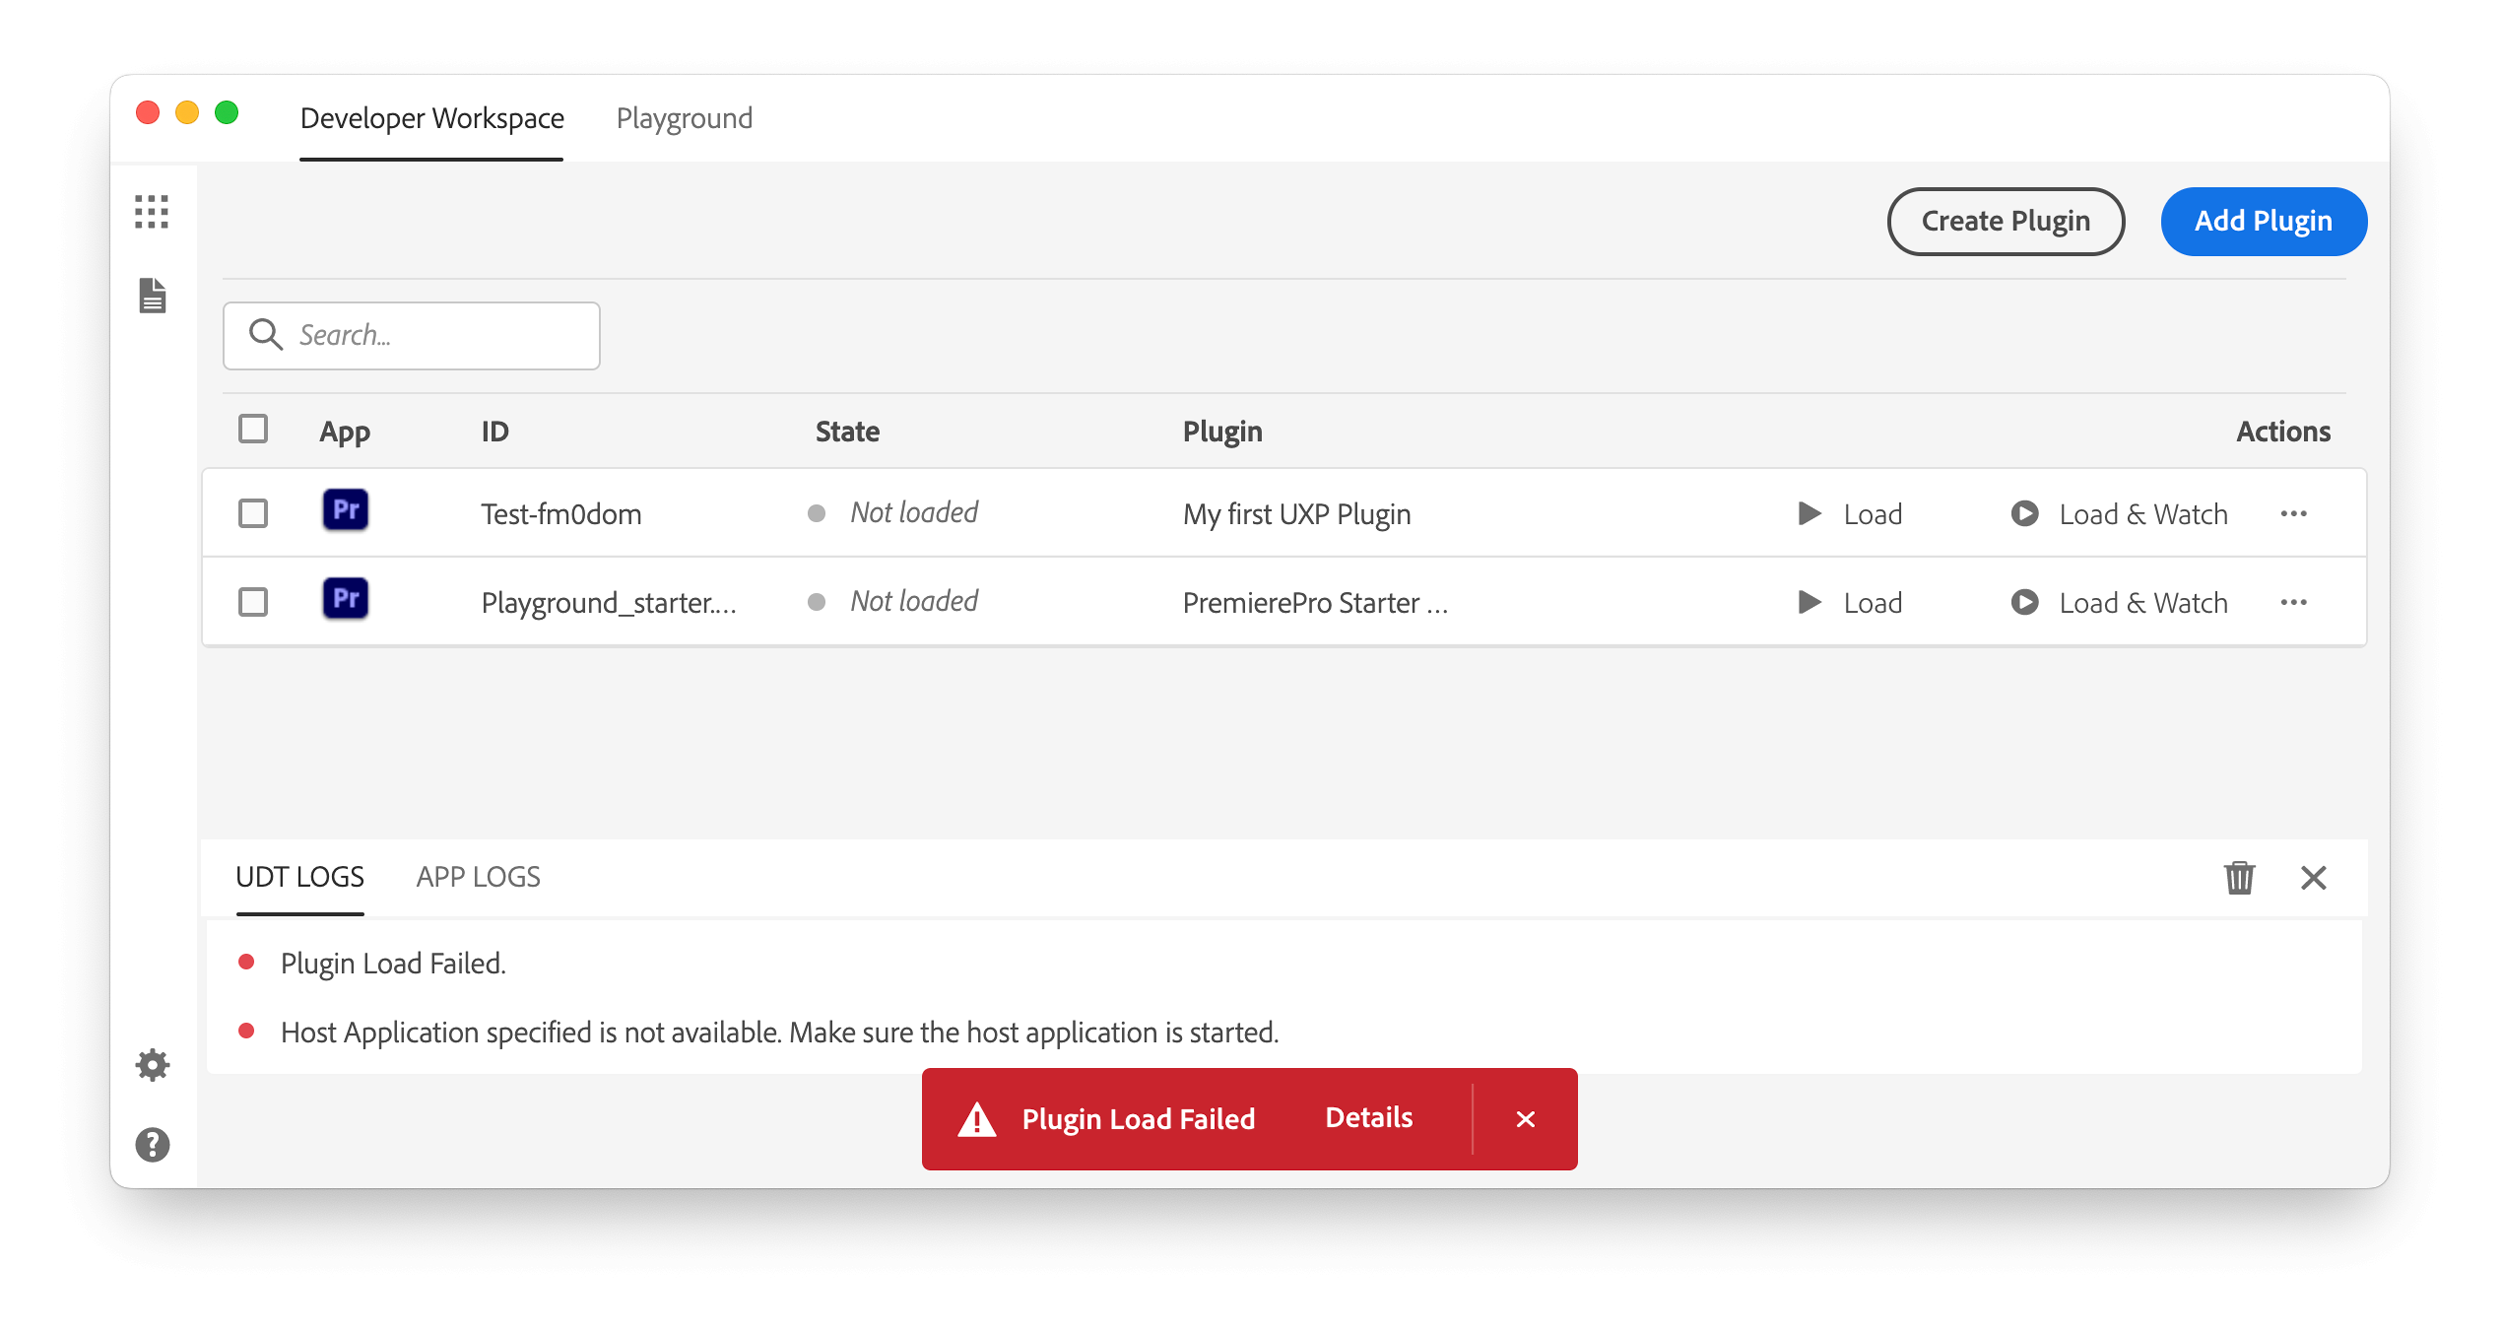 Developer Workspace Playground
Create Plugin Add Plugin
Search...
App ID State Plugin Actions
Pr Test-fm0dom Not loaded My first UXP Plugin Load Load & Watch
Pr Playground_starter.... Not loaded PremierePro Starter ... Load Load & Watch
UDT LOGS APP LOGS
Plugin Load Failed.
Host Application specified is not available. Make sure the host application is started.
Plugin Load Failed Details